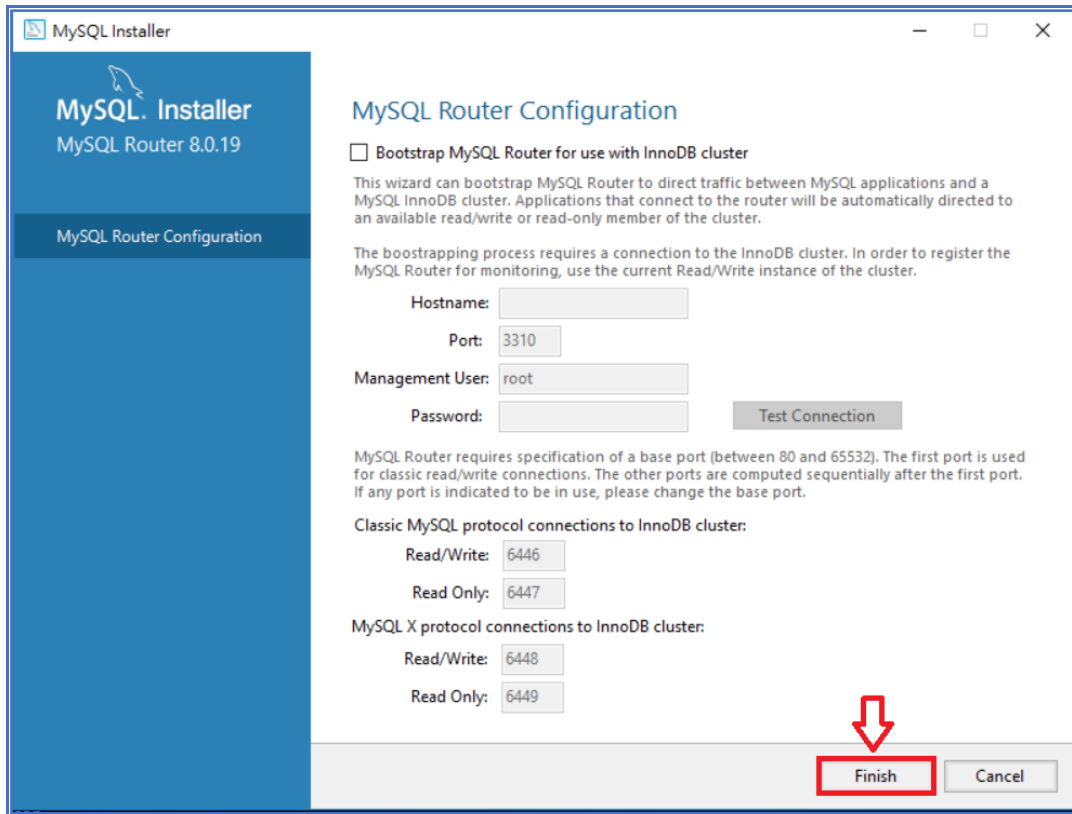 MySQL Installer
MySQL. Installer
MySQL Router 8.0.19
MySQL Router Configuration
MySQL Router Configuration
Bootstrap MySQL Router for use with InnoDB cluster
This wizard can bootstrap MySQL Router to direct traffic between MySQL applications and a
MySQL InnoDB cluster. Applications that connect to the router will be automatically directed to
an available read/write or read-only member of the cluster.
The boostrapping process requires a connection to the InnoDB cluster. In order to register the
MySQL Router for monitoring, use the current Read/Write instance of the cluster.
Hostname:
Port: 3310
Management User: root
Password: Test Connection
MySQL Router requires specification of a base port (between 80 and 65532). The first port is used
for classic read/write connections. The other ports are computed sequentially after the first port.
If any port is indicated to be in use, please change the base port.
Classic MySQL protocol connections to InnoDB cluster:
Read/Write: 6446
Read Only: 6447
MySQL X protocol connections to InnoDB cluster:
Read/Write: 6448
Read Only: 6449
Finish Cancel